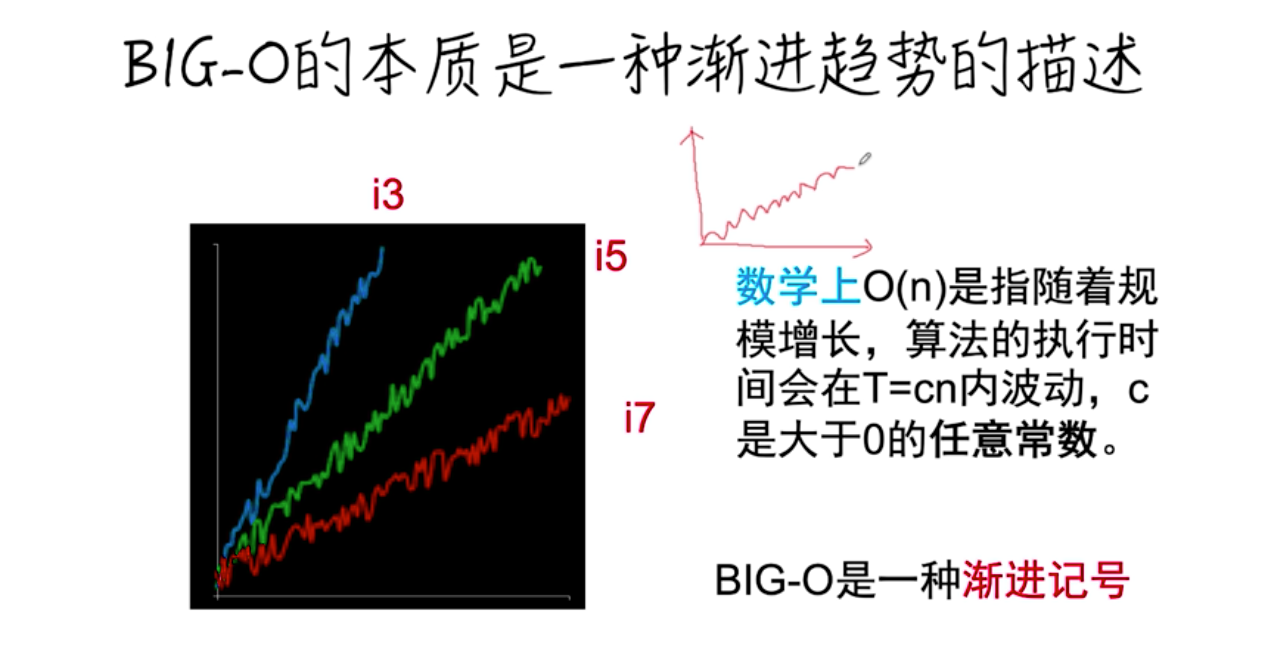 BIG-O的本质是一种渐进趋势的描述
i3
i5
i7
数学上O(n)是指随着规
模增长，算法的执行时
间会在T=cn内波动，c
是大于0的任意常数。
BIG-O是一种渐进记号